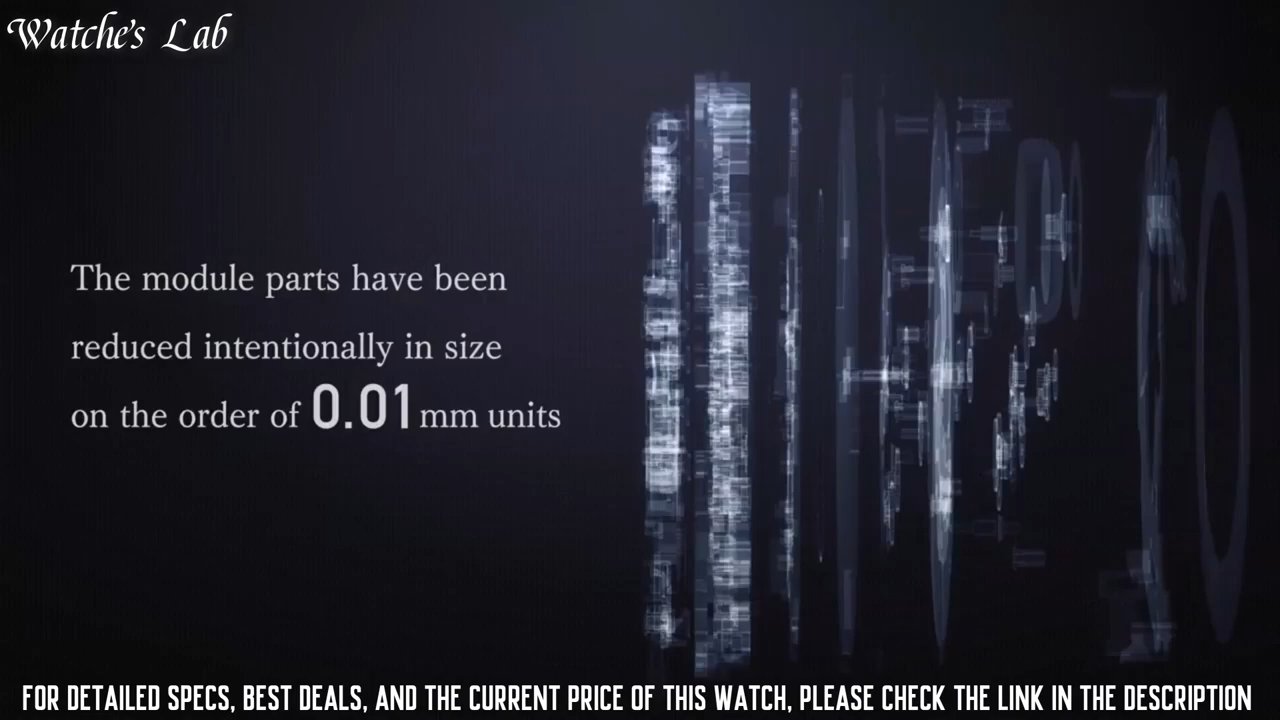 Watche's Lab
The module parts have been
reduced intentionally in size
on the order of 0.01 mm units
FOR DETAILED SPECS, BEST DEALS, AND THE CURRENT PRICE OF THIS WATCH, PLEASE CHECK THE LINK IN THE DESCRIPTION